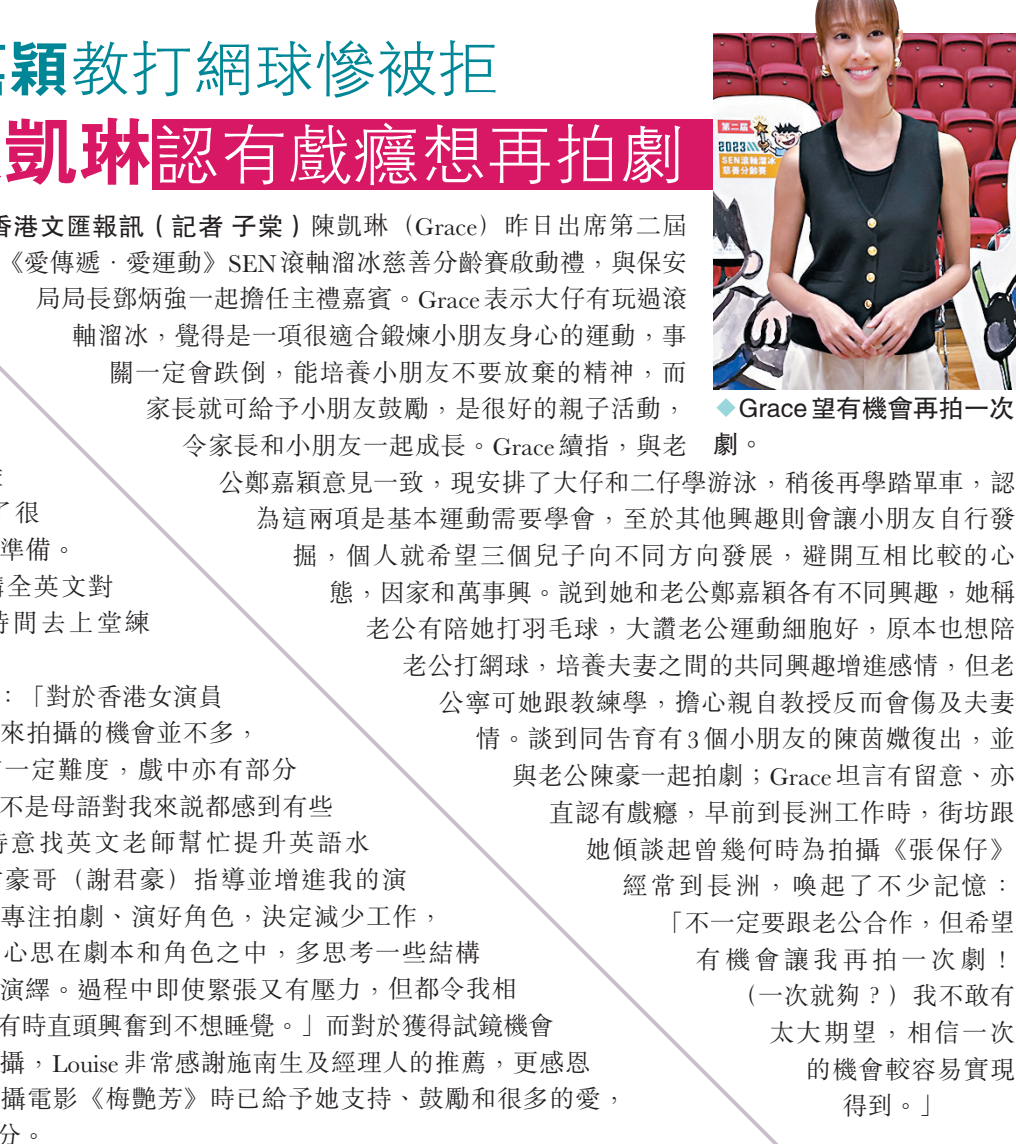 穎教打網球慘被拒
凱琳認有戲癮想再拍劇
香港文匯報訊（記者 子棠）陳凱琳（Grace）昨日出席第二屆
《愛傳遞‧愛運動》SEN滾軸溜冰慈善分齡賽啟動禮，與保安
局局長鄧炳強一起擔任主禮嘉賓。Grace表示大仔有玩過滾
軸溜冰，覺得是一項很適合鍛煉小朋友身心的運動，事
關一定會跌倒，能培養小朋友不要放棄的精神，而
家長就可給予小朋友鼓勵，是很好的親子活動，
令家長和小朋友一起成長。Grace續指，與老
公鄭嘉穎意見一致，現安排了大仔和二仔學游泳，稍後再學踏單車，認
為這兩項是基本運動需要學會，至於其他興趣則會讓小朋友自行發
掘，個人就希望三個兒子向不同方向發展，避開互相比較的心
態，因家和萬事興。説到她和老公鄭嘉穎各有不同興趣，她稱
老公有陪她打羽毛球，大讚老公運動細胞好，原本也想陪
老公打網球，培養夫妻之間的共同興趣增進感情，但老
公寧可她跟教練學，擔心親自教授反而會傷及夫妻
情。談到同告育有3個小朋友的陳茵媺復出，並
與老公陳豪一起拍劇；Grace坦言有留意、亦
直認有戲癮，早前到長洲工作時，街坊跟
她傾談起曾幾何時為拍攝《張保仔》
經常到長洲，喚起了不少記憶：
「不一定要跟老公合作，但希望
有機會讓我再拍一次劇！
（一次就夠？）我不敢有
太大期望，相信一次
的機會較容易實現
得到。」
第二屆
2023
SEN滾軸溜冰
慈善分齡賽
◆Grace望有機會再拍一次
劇。
了很
準備。
全英文對
時間去上堂練
：「對於香港女演員
來拍攝的機會並不多，
一定難度，戲中亦有部分
不是母語對我來説都感到有些
特意找英文老師幫忙提升英語水
豪哥（謝君豪）指導並增進我的演
專注拍劇、演好角色，決定減少工作，
心思在劇本和角色之中，多思考一些結構
演繹。過程中即使緊張又有壓力，但都令我相
有時直頭興奮到不想睡覺。」而對於獲得試鏡機會
攝，Louise非常感謝施南生及經理人的推薦，更感恩
攝電影《梅艷芳》時已給予她支持、鼓勵和很多的愛，
分。